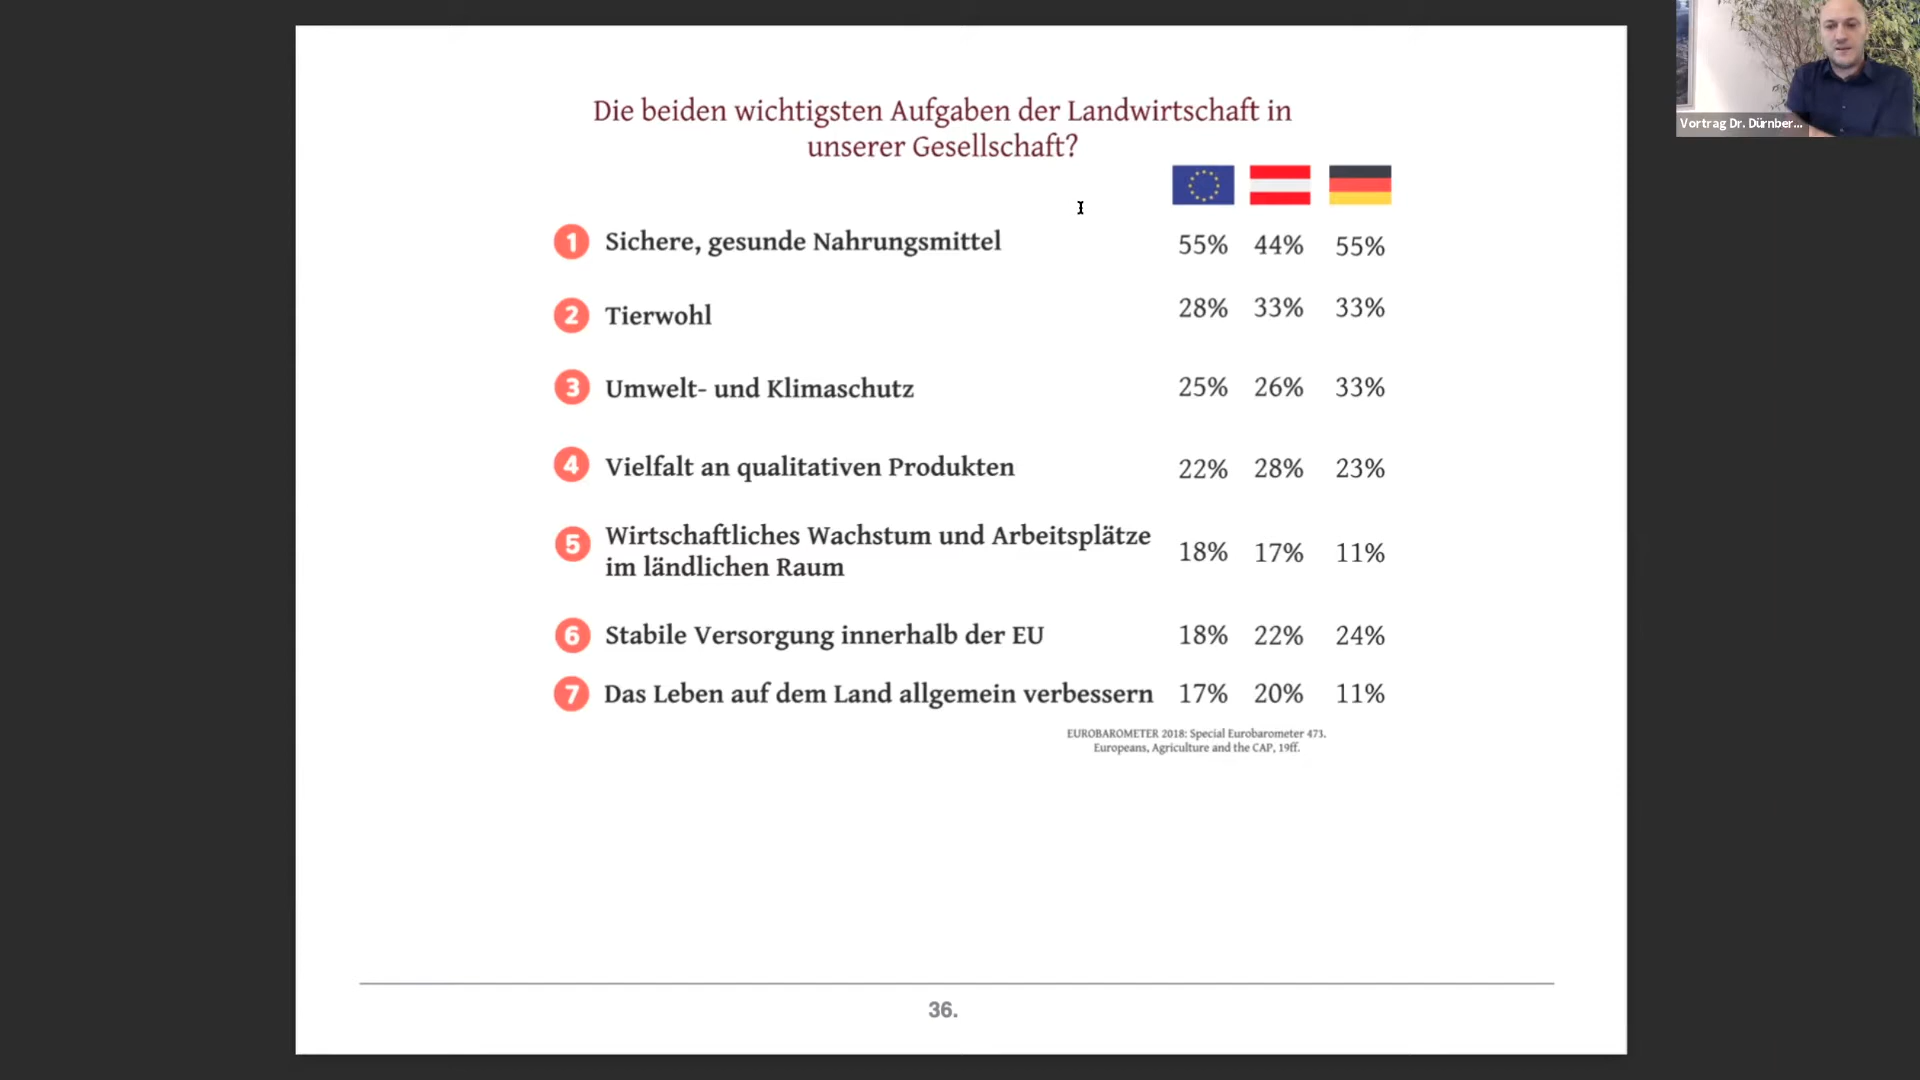 Die beiden wichtigsten Aufgaben der Landwirtschaft in
unserer Gesellschaft?
1 Sichere, gesunde Nahrungsmittel 55% 44% 55%
2 Tierwohl 28% 33% 33%
3 Umwelt- und Klimaschutz 25% 26% 33%
4 Vielfalt an qualitativen Produkten 22% 28% 23%
5 Wirtschaftliches Wachstum und Arbeitsplätze
im ländlichen Raum 18% 17% 11%
6 Stabile Versorgung innerhalb der EU 18% 22% 24%
7 Das Leben auf dem Land allgemein verbessern 17% 20% 11%
EUROBAROMETER 2018: Special Eurobarometer 473.
Europeans, Agriculture and the CAP, 19ff.
36.
Vortrag Dr. Dürnber...